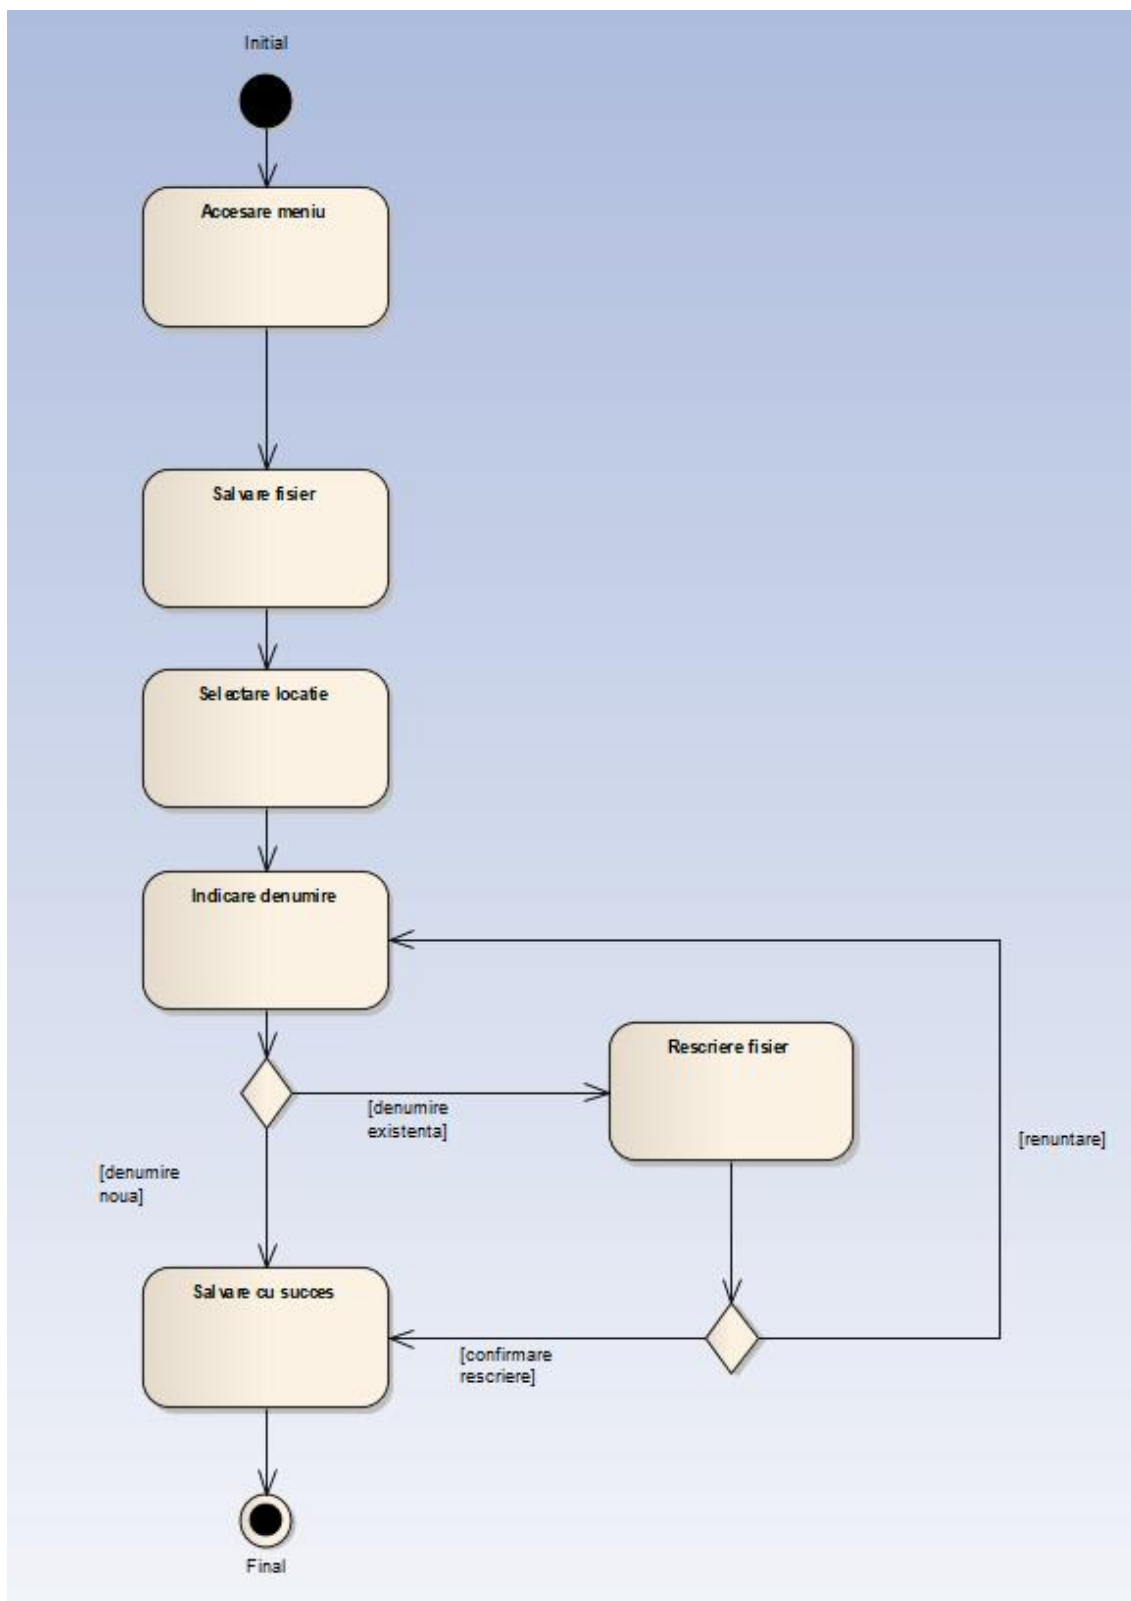 Initial
Accesare meniu
Salvare fisier
Selectare locatie
Indicare denumire
Rescriere fisier
[denumire
existenta]
[renuntare]
[denumire
noua]
Salvare cu succes
[confirmare
rescriere]
Final